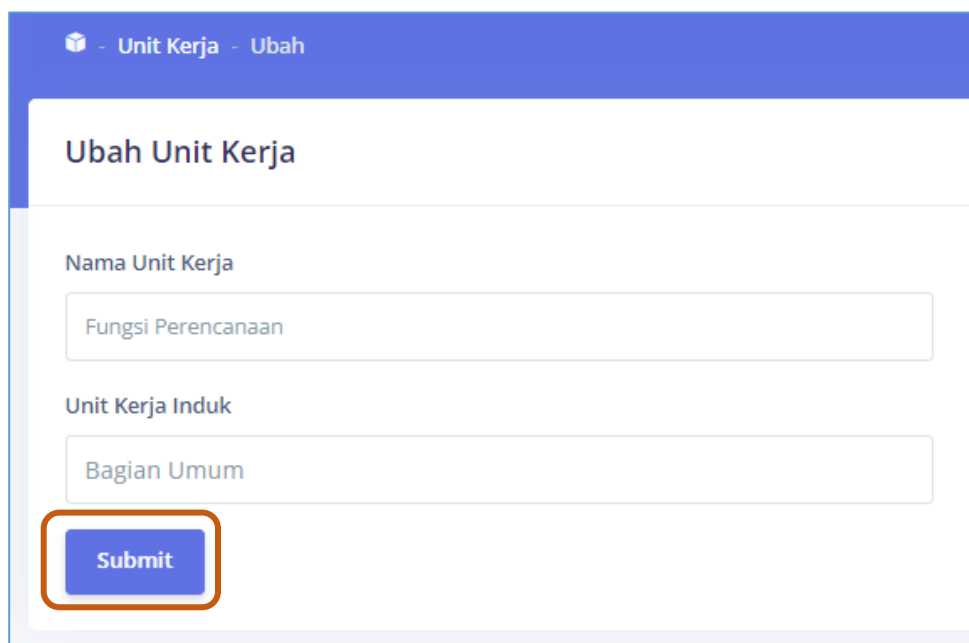 - Unit Kerja - Ubah
Ubah Unit Kerja
Nama Unit Kerja
Fungsi Perencanaan
Unit Kerja Induk
Bagian Umum
Submit